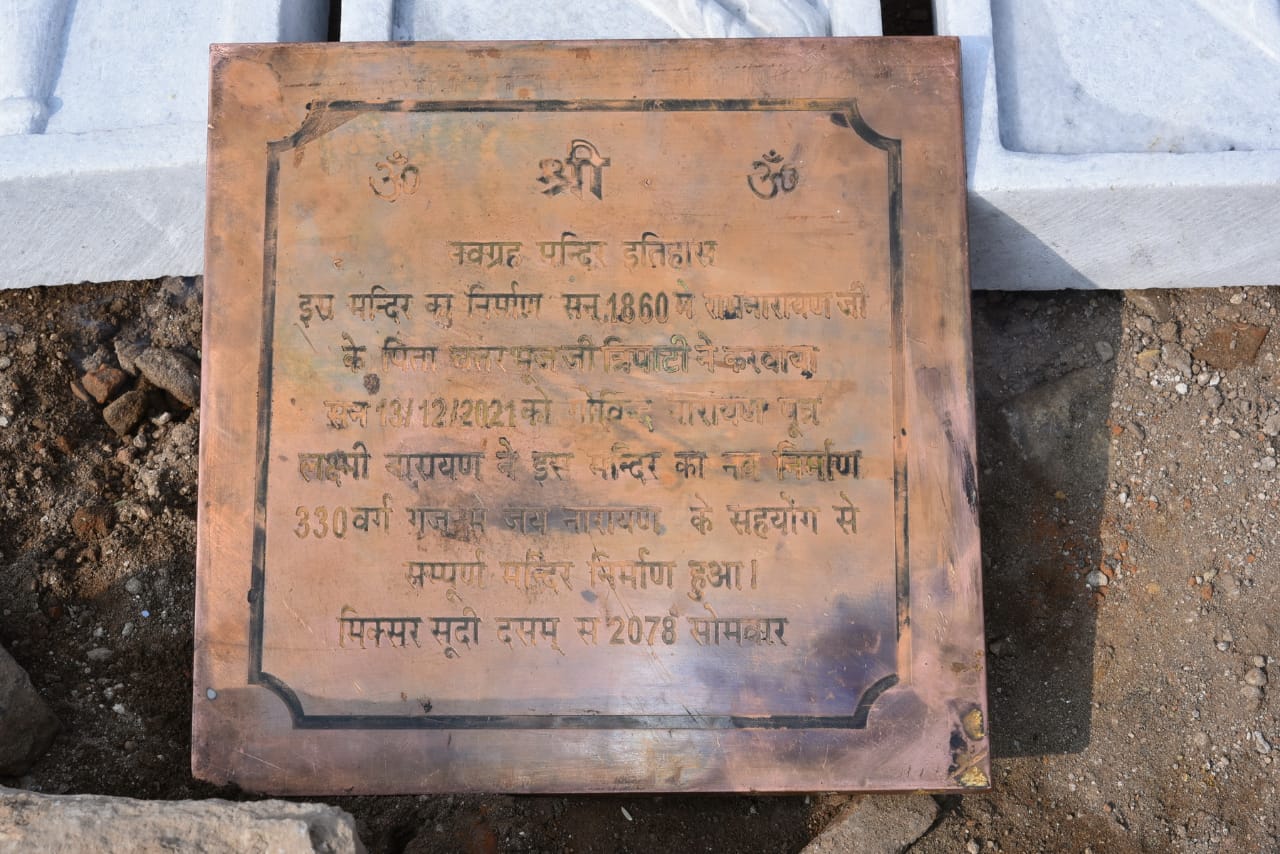 ॐ श्री ॐ
नवग्रह मन्दिर इतिहास
इस मन्दिर का निर्माण सन् 1860 मे रामनारायण जी
के पिता चतरभूजजी त्रिपाटी ने करवाया
सन 13/12/2021 को गोविन्द नारायण पूत्र
लक्ष्मी नारायण ने इस मन्दिर का नव निर्माण
330 वर्ग जय नारायण के सहयोंग से
सम्पूर्ण मन्दिर निर्माण हुआ।
मिक्सर सूदी दसम् स 2078 सोमवार